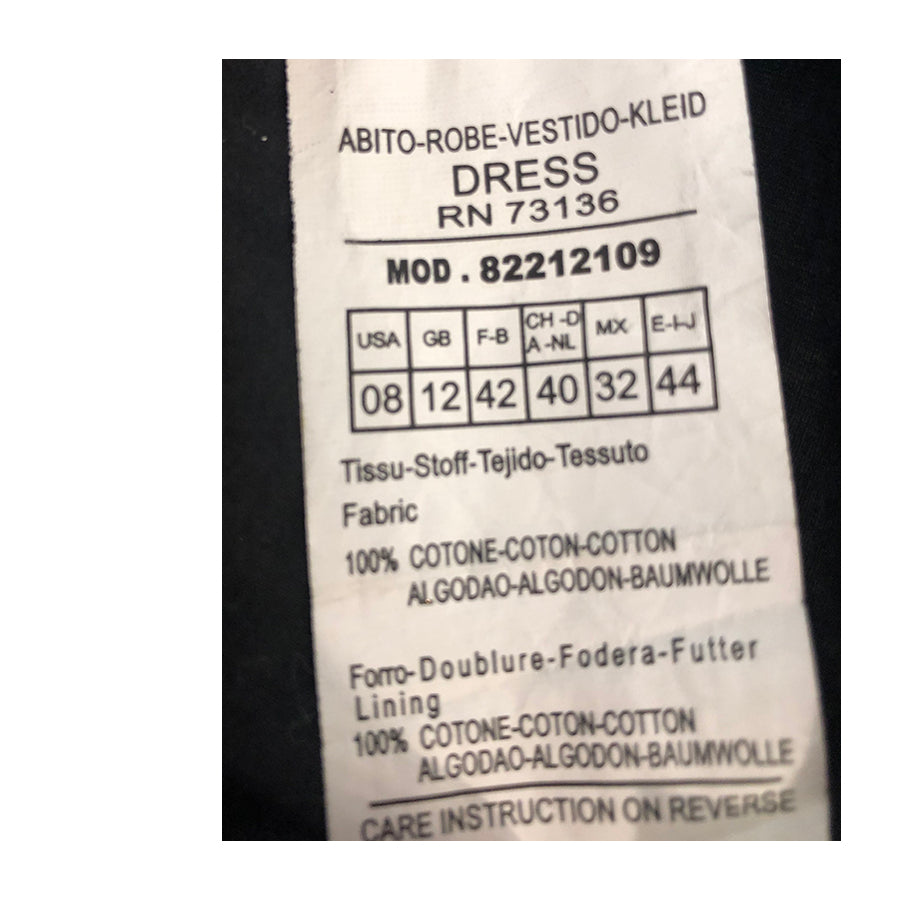 ABITO-ROBE-VESTIDO-KLEID
DRESS
RN 73136
MOD . 82212109
USA GB F-B CH -D A -NL MX E-I-J
08 12 42 40 32 44
Tissu-Stoff-Tejido-Tessuto
Fabric
100% COTONE-COTON-COTTON
ALGODAO-ALGODON-BAUMWOLLE
Forro-Doublure-Fodera-Futter
Lining
100% COTONE-COTON-COTTON
ALGODAO-ALGODON-BAUMWOLLE
CARE INSTRUCTION ON REVERSE